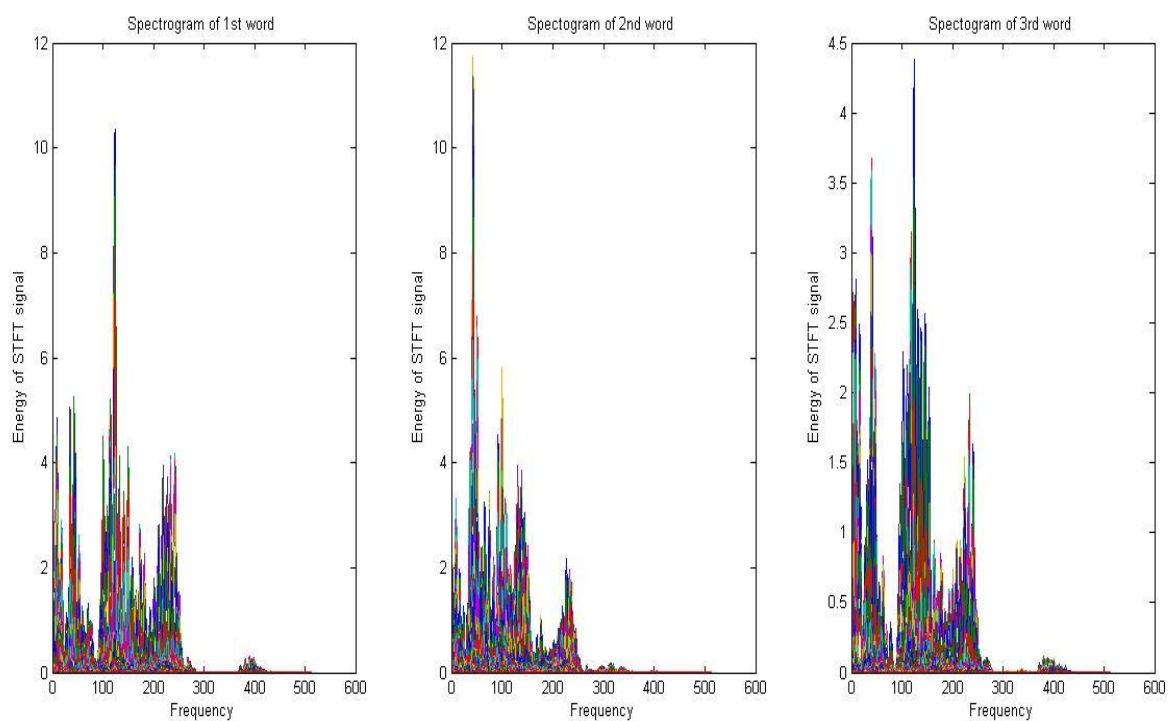 Spectrogram of 1st word
12
10
8
6
4
2
0
Energy of STFT signal
0 100 200 300 400 500 600
Frequency
Spectrogram of 2nd word
12
10
8
6
4
2
0
Energy of STFT signal
0 100 200 300 400 500 600
Frequency
Spectogram of 3rd word
4.5
4
3.5
3
2.5
2
1.5
1
0.5
0
Energy of STFT signal
0 100 200 300 400 500 600
Frequency